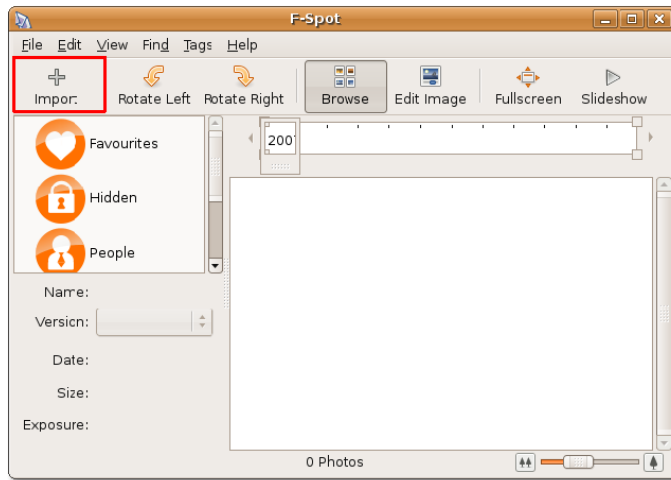 F-Spot
File Edit View Find Tags Help
Import Rotate Left Rotate Right Browse Edit Image Fullscreen Slideshow
Favourites
Hidden
People
2007
Name:
Version:
Date:
Size:
Exposure:
0 Photos